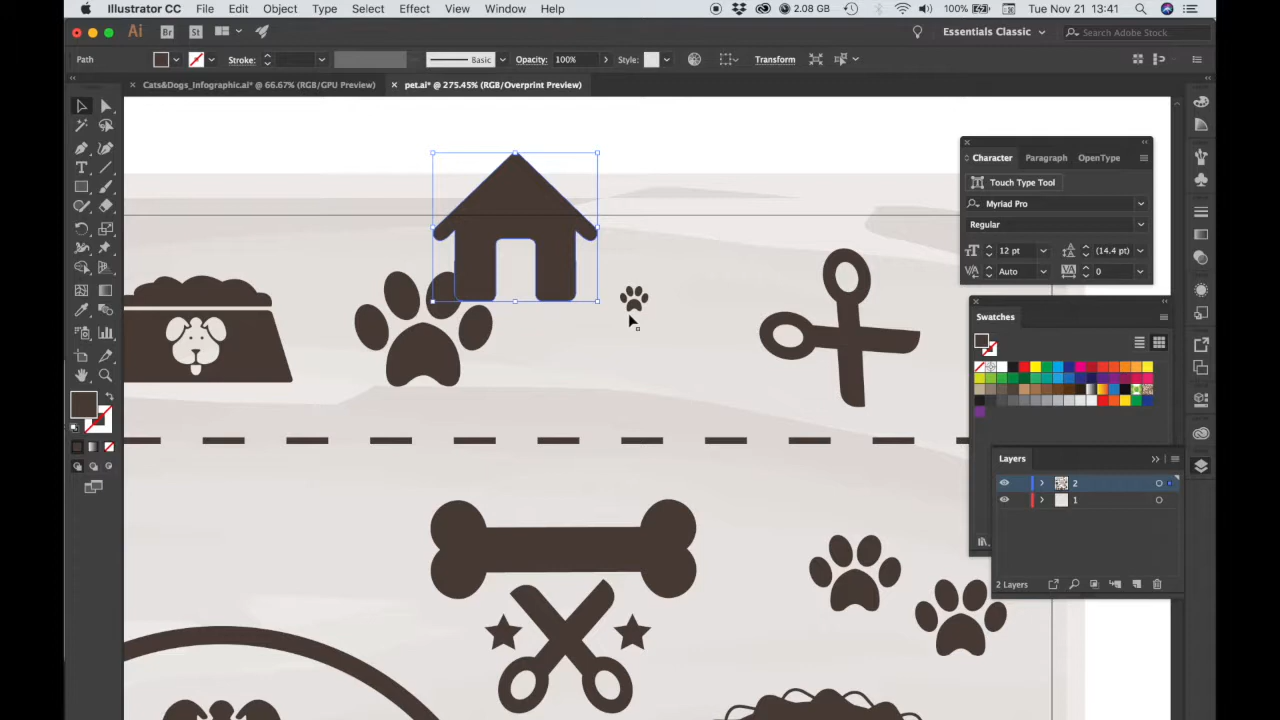 Illustrator CC File Edit Object Type Select Effect View Window Help 2.08 GB 100% Tue Nov 21 13:41
Ai Br St Essentials Classic Search Adobe Stock
Path Stroke: Basic Opacity: 100% Style: Transform
Cats&Dogs_Infographic.ai* @ 66.67% (RGB/GPU Preview) pet.ai* @ 275.45% (RGB/Overprint Preview)
Character Paragraph OpenType
Touch Type Tool
Myriad Pro
Regular
12 pt (14.4 pt)
Auto 0
Swatches
Layers
2
1
2 Layers